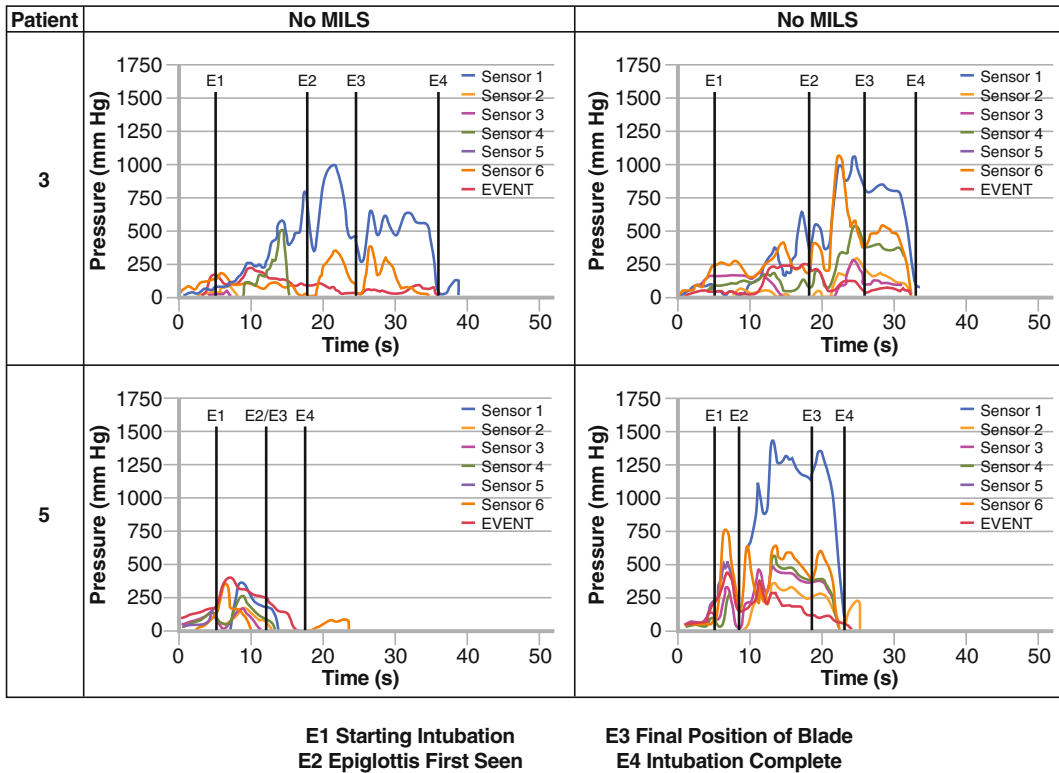 Patient No MILS No MILS
3
E1 E2 E3 E4
1750
1500
1250
1000
750
500
250
0
Pressure (mm Hg)
0 10 20 30 40 50
Time (s)
Sensor 1
Sensor 2
Sensor 3
Sensor 4
Sensor 5
Sensor 6
EVENT
E1 E2 E3 E4
1750
1500
1250
1000
750
500
250
0
Pressure (mm Hg)
0 10 20 30 40 50
Time (s)
Sensor 1
Sensor 2
Sensor 3
Sensor 4
Sensor 5
Sensor 6
EVENT
5
E1 E2/E3 E4
1750
1500
1250
1000
750
500
250
0
Pressure (mm Hg)
0 10 20 30 40 50
Time (s)
Sensor 1
Sensor 2
Sensor 3
Sensor 4
Sensor 5
Sensor 6
EVENT
E1 E2 E3 E4
1750
1500
1250
1000
750
500
250
0
Pressure (mm Hg)
0 10 20 30 40 50
Time (s)
Sensor 1
Sensor 2
Sensor 3
Sensor 4
Sensor 5
Sensor 6
EVENT
E1 Starting Intubation E3 Final Position of Blade
E2 Epiglottis First Seen E4 Intubation Complete